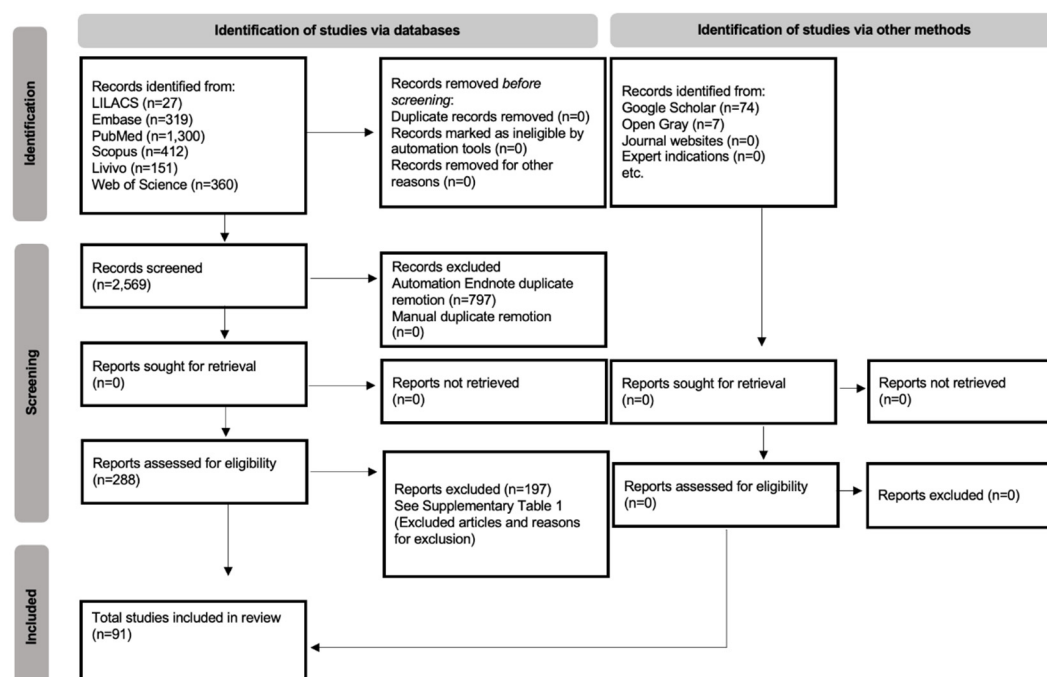 Identification of studies via databases
Identification of studies via other methods
Identification
Records identified from:
LILACS (n=27)
Embase (n=319)
PubMed (n=1,300)
Scopus (n=412)
Livivo (n=151)
Web of Science (n=360)
Records removed before
screening:
Duplicate records removed (n=0)
Records marked as ineligible by
automation tools (n=0)
Records removed for other
reasons (n=0)
Records identified from:
Google Scholar (n=74)
Open Gray (n=7)
Journal websites (n=0)
Expert indications (n=0)
etc.
Screening
Records screened
(n=2,569)
Records excluded
Automation Endnote duplicate
remotion (n=797)
Manual duplicate remotion
(n=0)
Reports sought for retrieval
(n=0)
Reports not retrieved
(n=0)
Reports sought for retrieval
(n=0)
Reports not retrieved
(n=0)
Reports assessed for eligibility
(n=288)
Reports excluded (n=197)
See Supplementary Table 1
(Excluded articles and reasons
for exclusion)
Reports assessed for eligibility
(n=0)
Reports excluded (n=0)
Included
Total studies included in review
(n=91)